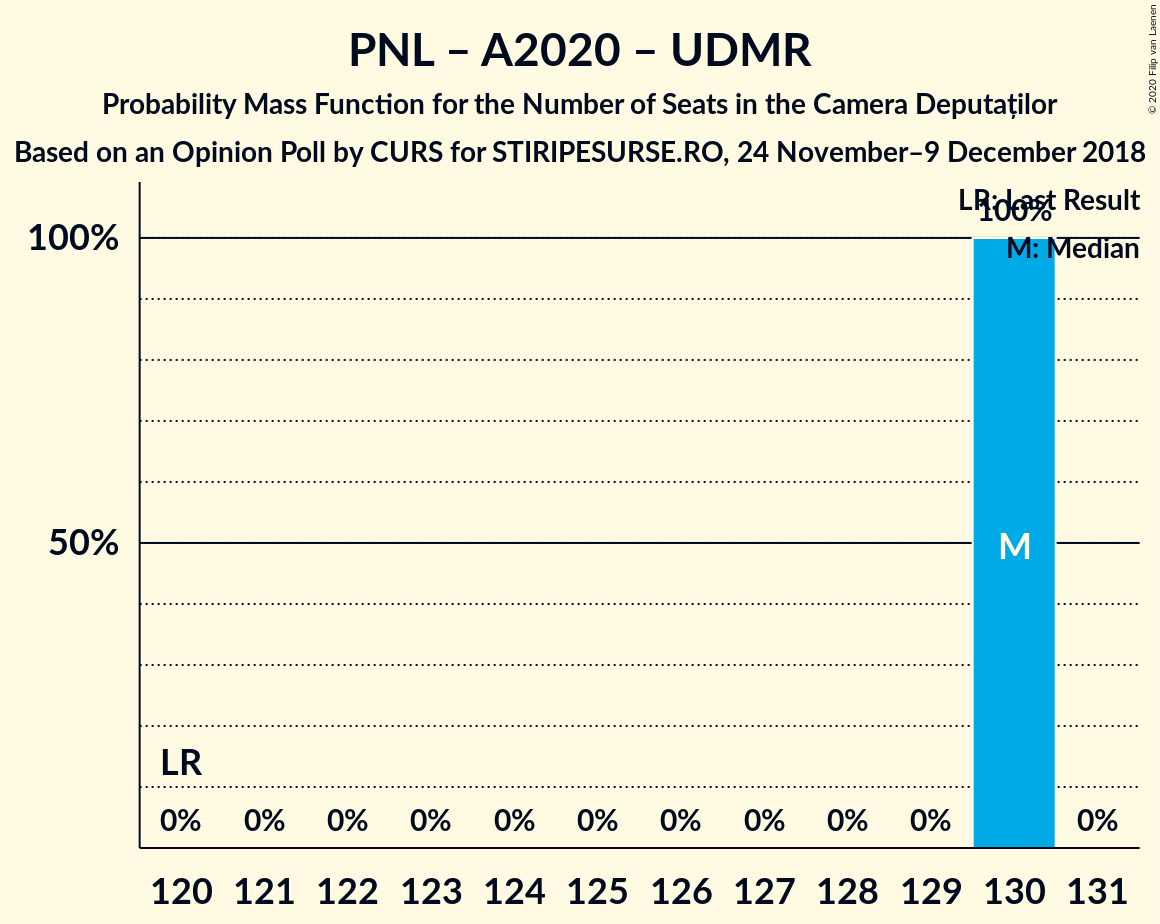 PNL – A2020 – UDMR
Probability Mass Function for the Number of Seats in the Camera Deputaților
Based on an Opinion Poll by CURS for STIRIPESURSE.RO, 24 November–9 December 2018
© 2020 Filip van Laenen
LR: Last Result
100%
M: Median
100%
50%
M
LR
0% 0% 0% 0% 0% 0% 0% 0% 0% 0% 0%
120 121 122 123 124 125 126 127 128 129 130 131